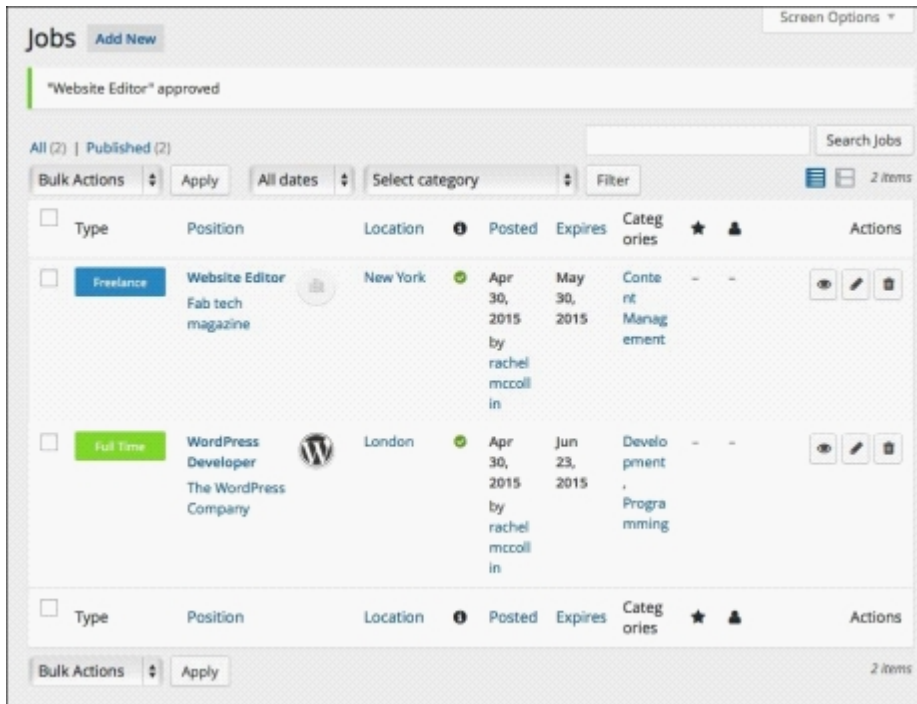 Screen Options
Jobs Add New
"Website Editor" approved
All (2) | Published (2)
Search Jobs
Bulk Actions Apply All dates Select category Filter 2 items
Type Position Location Posted Expires Categ
ories Actions
Freelance Website Editor New York Apr May Conte – –
Fab tech 30, 30, nt
magazine 2015 2015 Manag
by ement
rachel
mccoll
in
Full Time WordPress London Apr Jun Develo – –
Developer 30, 23, pment
The WordPress 2015 2015 ,
Company by Progra
rachel mming
mccoll
in
Type Position Location Posted Expires Categ
ories Actions
Bulk Actions Apply 2 items